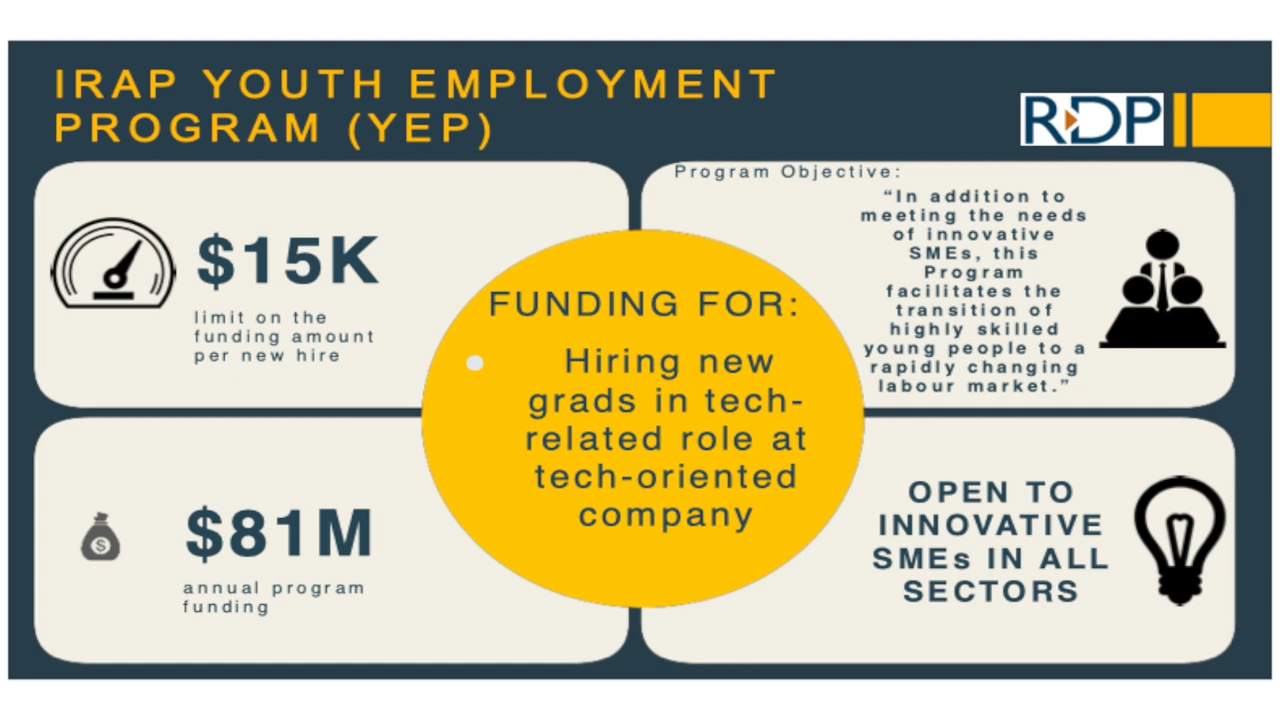 IRAP YOUTH EMPLOYMENT
PROGRAM (YEP)
RDP
$15K
limit on the
funding amount
per new hire
Program Objective:
“In addition to
meeting the needs
of innovative
SMEs, this
Program
facilitates the
transition of
highly skilled
young people to a
rapidly changing
labour market.”
FUNDING FOR:
Hiring new
grads in tech-
related role at
tech-oriented
company
$81M
annual program
funding
OPEN TO
INNOVATIVE
SMEs IN ALL
SECTORS